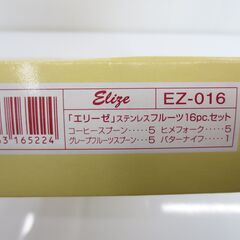 Elize
EZ-016
3 165224
「エリーゼ」ステンレスフルーツ16pc.セット
コーヒースプーン……5 ヒメフォーク……5
グレープフルーツスプーン……5 バターナイフ……1